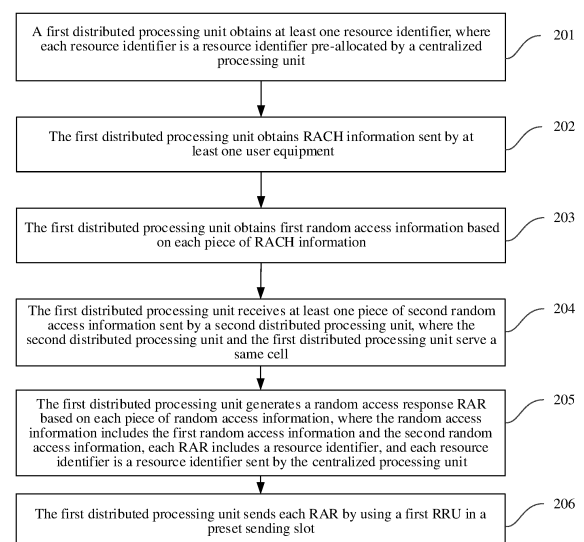 A first distributed processing unit obtains at least one resource identifier, where
each resource identifier is a resource identifier pre-allocated by a centralized
processing unit
201
The first distributed processing unit obtains RACH information sent by at
least one user equipment
202
The first distributed processing unit obtains first random access information based
on each piece of RACH information
203
The first distributed processing unit receives at least one piece of second random
access information sent by a second distributed processing unit, where the
second distributed processing unit and the first distributed processing unit serve a
same cell
204
The first distributed processing unit generates a random access response RAR
based on each piece of random access information, where the random access
information includes the first random access information and the second random
access information, each RAR includes a resource identifier, and each resource
identifier is a resource identifier sent by the centralized processing unit
205
The first distributed processing unit sends each RAR by using a first RRU in a
preset sending slot
206